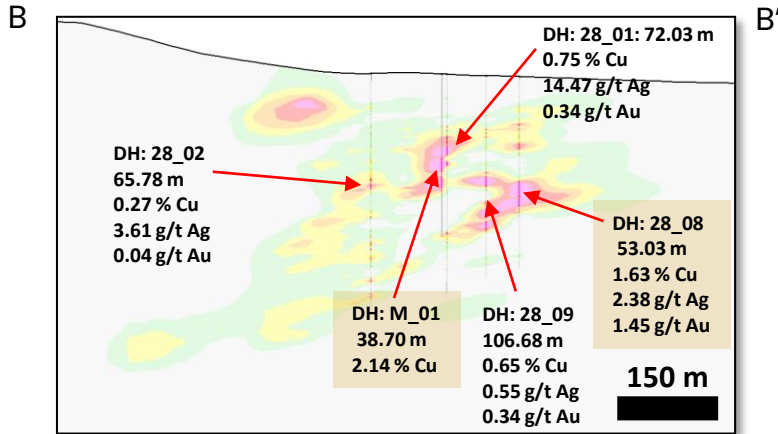 B
B'
DH: 28_01: 72.03 m
0.75 % Cu
14.47 g/t Ag
0.34 g/t Au
DH: 28_02
65.78 m
0.27 % Cu
3.61 g/t Ag
0.04 g/t Au
DH: M_01
38.70 m
2.14 % Cu
DH: 28_09
106.68 m
0.65 % Cu
0.55 g/t Ag
0.34 g/t Au
DH: 28_08
53.03 m
1.63 % Cu
2.38 g/t Ag
1.45 g/t Au
150 m